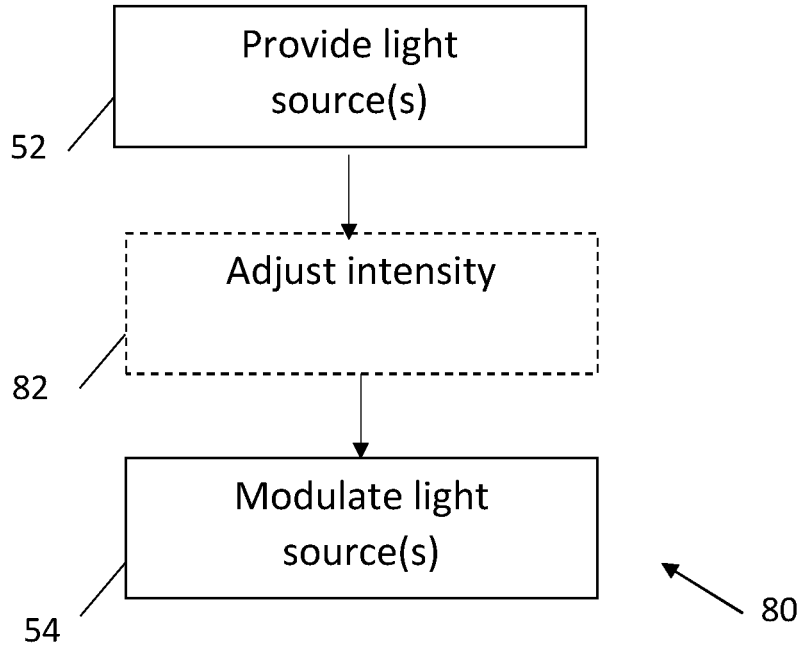 Provide light
source(s)
52
Adjust intensity
82
Modulate light
source(s)
54
80